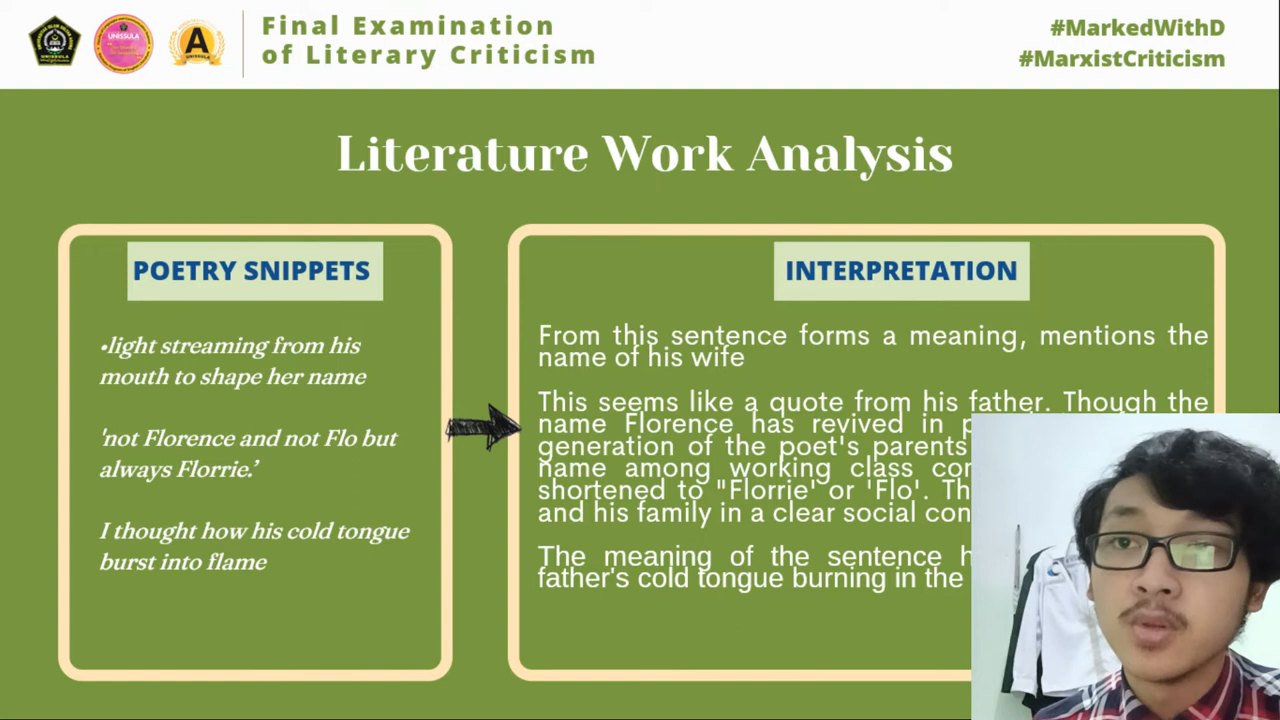 Final Examination
of Literary Criticism
#MarkedWithD
#MarxistCriticism
UNISSULA
UNISSULA
Literature Work Analysis
POETRY SNIPPETS
•light streaming from his
mouth to shape her name
'not Florence and not Flo but
always Florrie.’
I thought how his cold tongue
burst into flame
INTERPRETATION
From this sentence forms a meaning, mentions the
name of his wife
This seems like a quote from his father. Though the
name Florence has revived in
generation of the poet's parents
name among working class
shortened to "Florrie' or 'Flo'.
and his family in a clear social
The meaning of the sentence
father's cold tongue burning in the